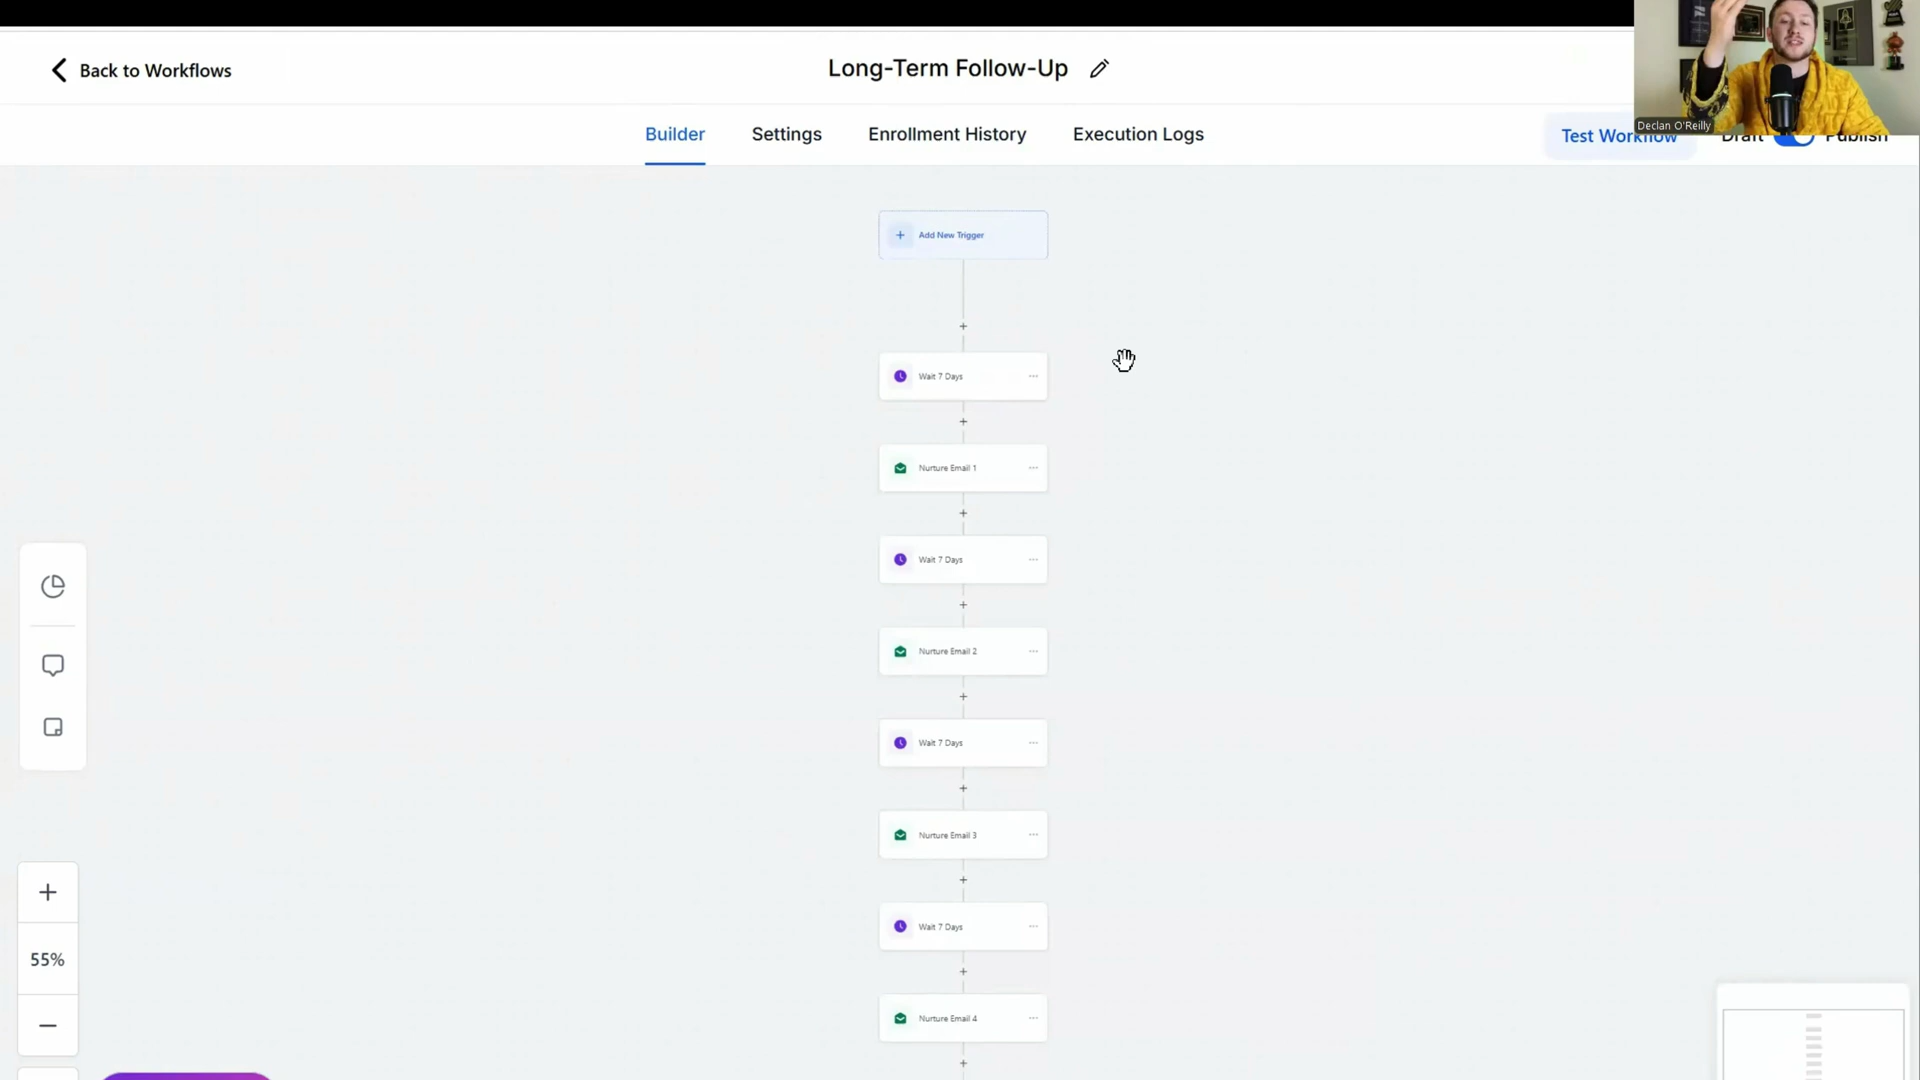 Back to Workflows
Long-Term Follow-Up
Declan O'Reilly
Builder
Settings
Enrollment History
Execution Logs
Test Workflow
Draft
Publish
Add New Trigger
Wait 7 Days
Nurture Email 1
Wait 7 Days
Nurture Email 2
Wait 7 Days
Nurture Email 3
Wait 7 Days
Nurture Email 4
55%